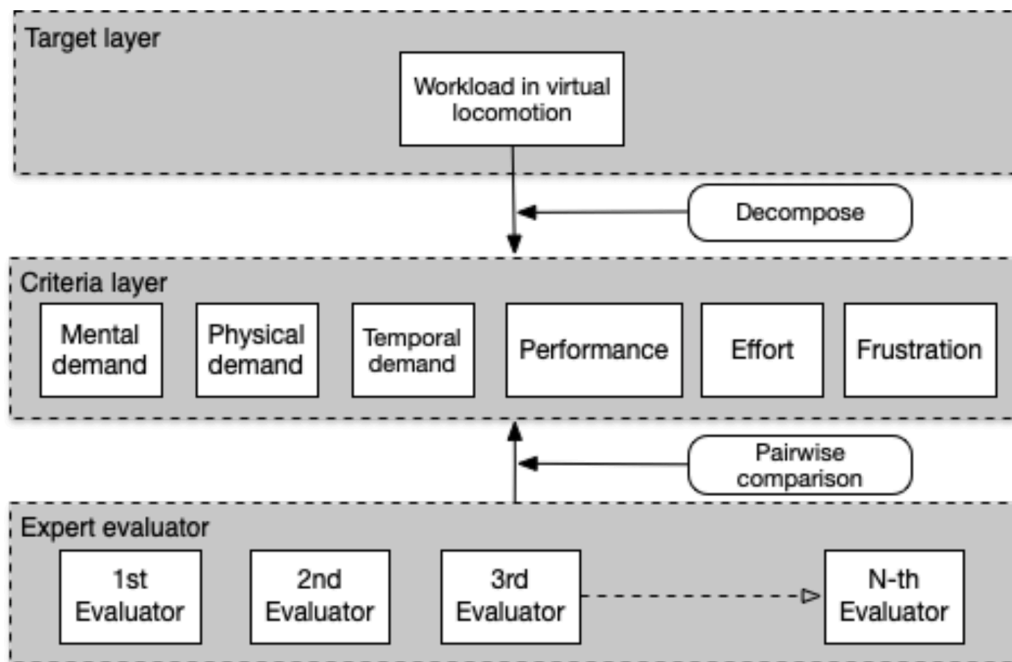 Target layer
Workload in virtual
locomotion
Decompose
Criteria layer
Mental
demand
Physical
demand
Temporal
demand
Performance
Effort
Frustration
Pairwise
comparison
Expert evaluator
1st
Evaluator
2nd
Evaluator
3rd
Evaluator
N-th
Evaluator